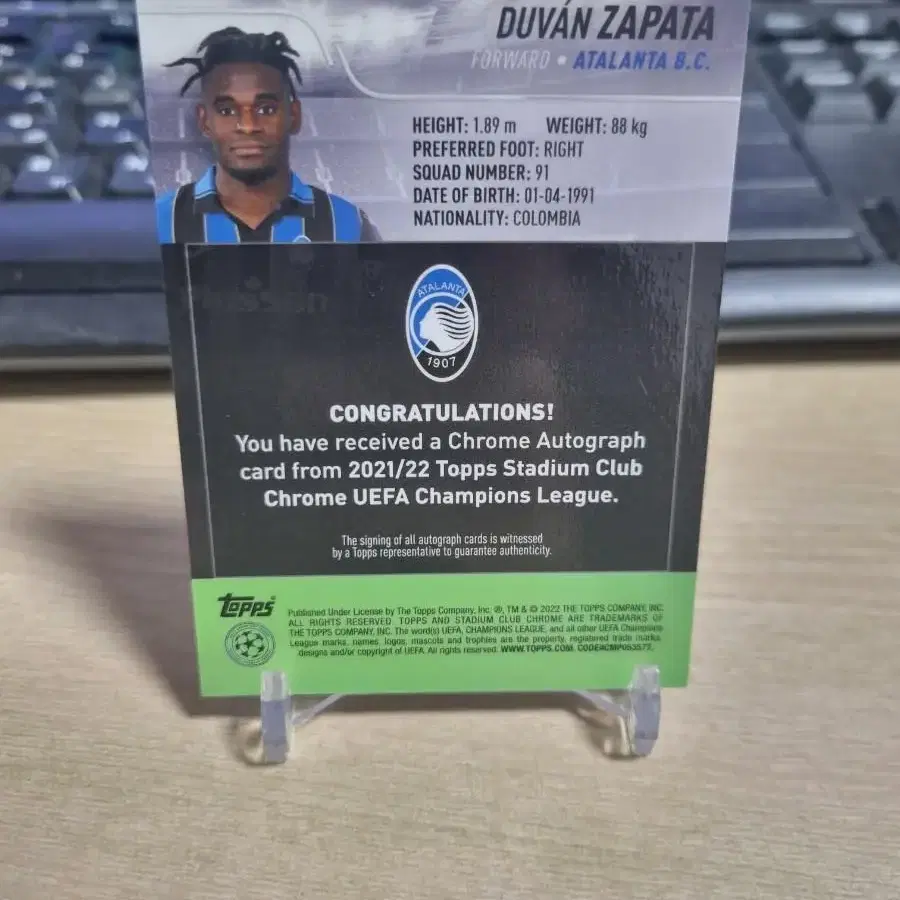 DUVÁN ZAPATA
FORWARD • ATALANTA B.C.
HEIGHT: 1.89 m WEIGHT: 88 kg
PREFERRED FOOT: RIGHT
SQUAD NUMBER: 91
DATE OF BIRTH: 01-04-1991
NATIONALITY: COLOMBIA
ATALANTA
1907
CONGRATULATIONS!
You have received a Chrome Autograph
card from 2021/22 Topps Stadium Club
Chrome UEFA Champions League.
The signing of all autograph cards is witnessed
by a Topps representative to guarantee authenticity.
Topps®
Published Under License by The Topps Company, Inc. ®, TM & © 2022 THE TOPPS COMPANY, INC.
ALL RIGHTS RESERVED. TOPPS AND STADIUM CLUB CHROME ARE TRADEMARKS OF
THE TOPPS COMPANY, INC. The word(s) UEFA, CHAMPIONS LEAGUE, and all other UEFA Champions
League marks, names, logos, mascots and trophies are the property, registered trade marks,
designs and/or copyright of UEFA. All rights reserved. WWW.TOPPS.COM.